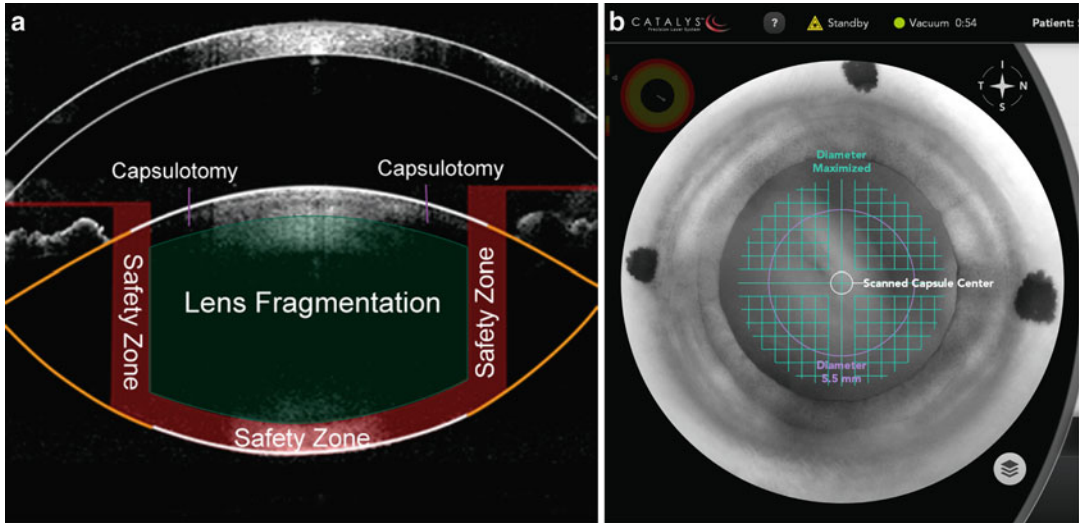 a
Capsulotomy
Capsulotomy
Safety Zone
Lens Fragmentation
Safety Zone
Safety Zone
b
CATALYS™
Precision Laser System
?
Standby
Vacuum 0:54
Patient: S
I
T
N
S
Diameter
Maximized
Scanned Capsule Center
Diameter
5.5 mm